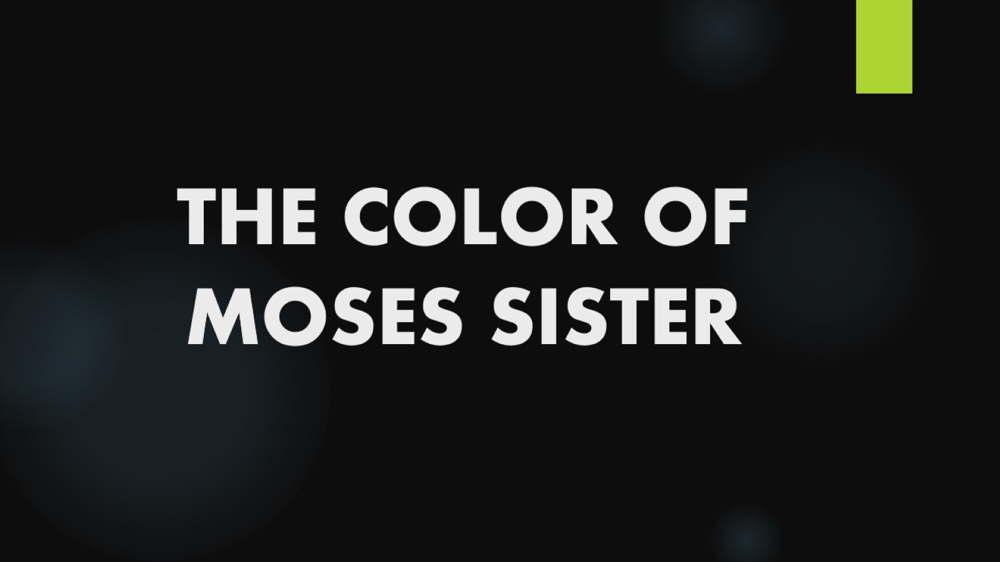 THE COLOR OF
MOSES SISTER